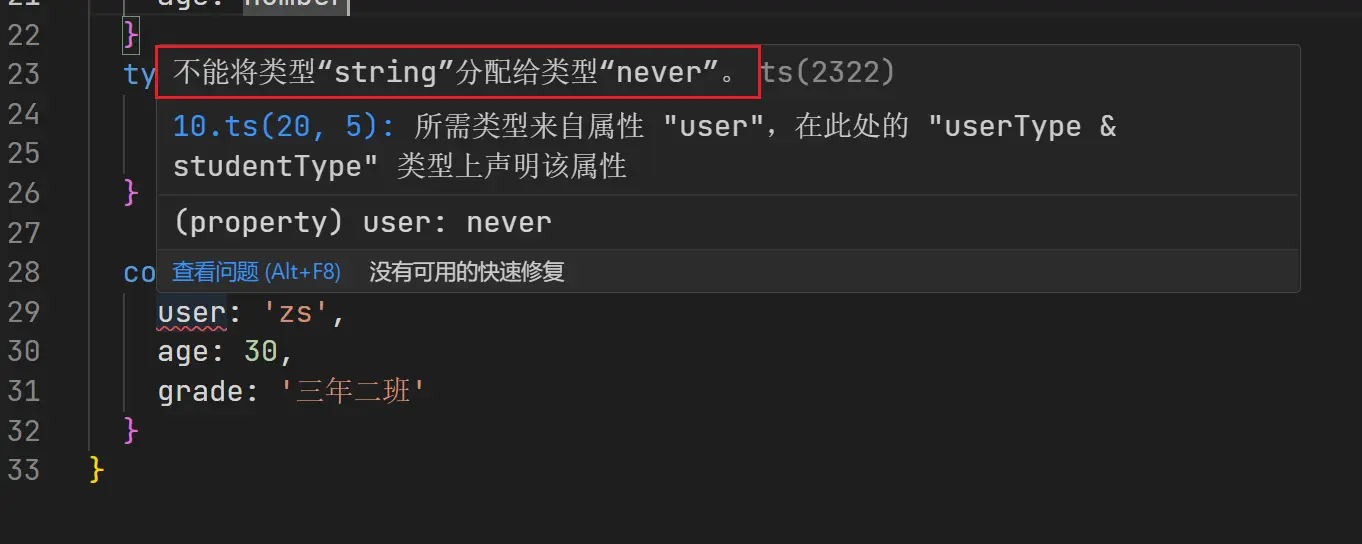 21 age: number
22 }
23 ty 不能将类型“string”分配给类型“never”。 ts(2322)
24 10.ts(20, 5): 所需类型来自属性 "user"，在此处的 "userType &
25 studentType" 类型上声明该属性
26 }
27 (property) user: never
28 co 查看问题 (Alt+F8) 没有可用的快速修复
29 user: 'zs',
30 age: 30,
31 grade: '三年二班'
32 }
33 }